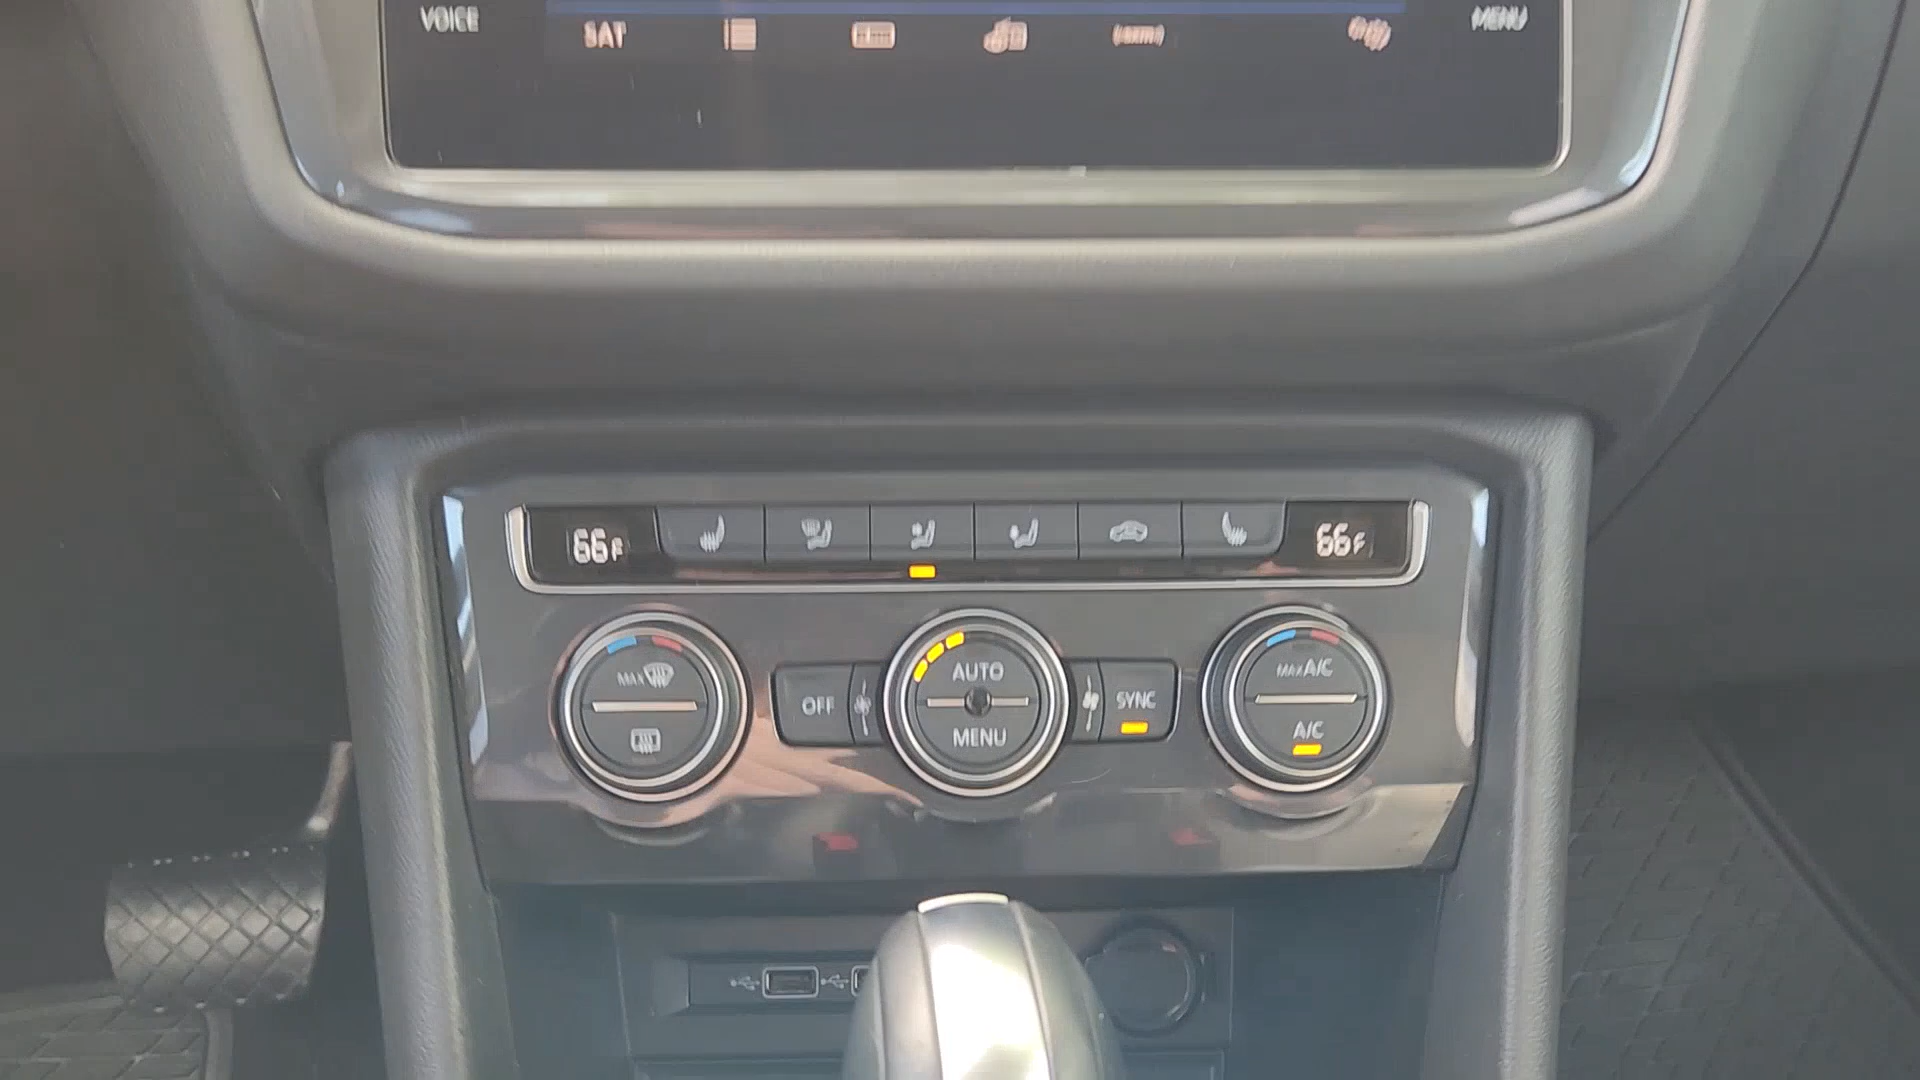 VOICE
SAT
MENU
66F
66F
MAX
OFF
AUTO
MENU
SYNC
MAX A/C
A/C